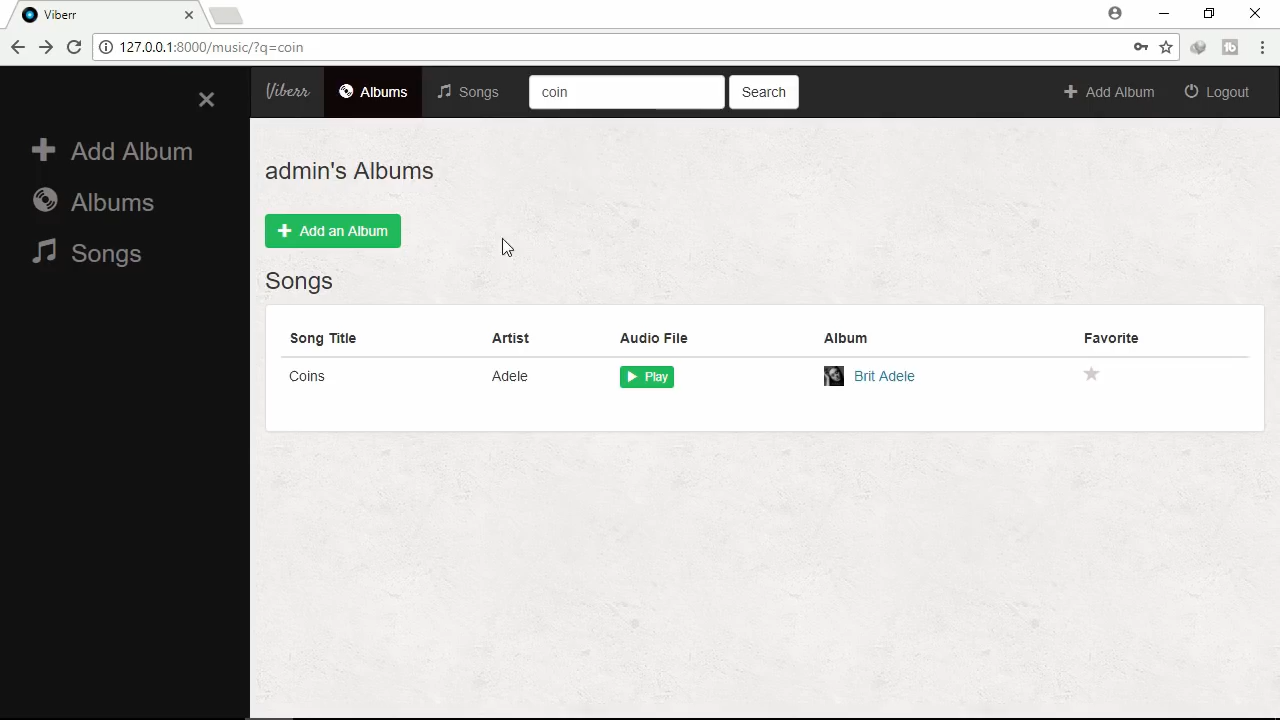 Viberr
127.0.0.1:8000/music/?q=coin
Add Album
Albums
Songs
Viberr
Albums
Songs
coin
Search
Add Album
Logout
admin's Albums
Add an Album
Songs
Song Title Artist Audio File Album Favorite
Coins Adele Play Brit Adele